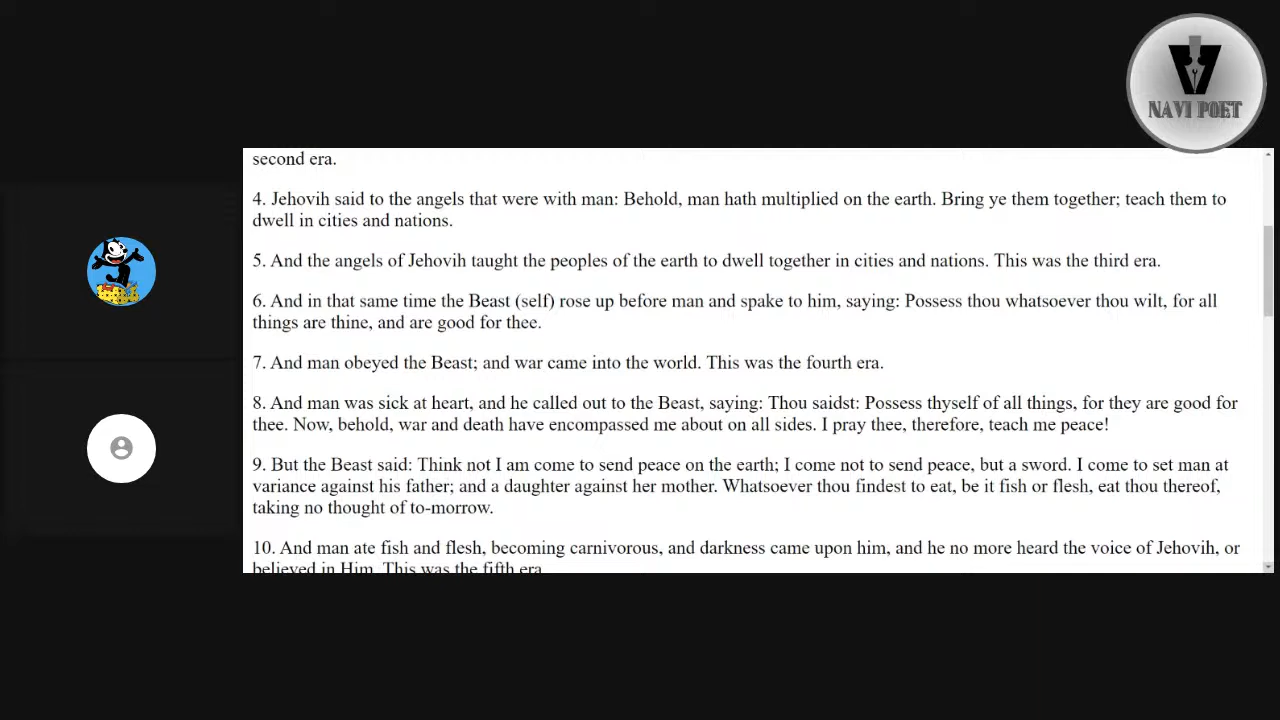 NAVI POET
second era.
4. Jehovih said to the angels that were with man: Behold, man hath multiplied on the earth. Bring ye them together; teach them to
dwell in cities and nations.
5. And the angels of Jehovih taught the peoples of the earth to dwell together in cities and nations. This was the third era.
6. And in that same time the Beast (self) rose up before man and spake to him, saying: Possess thou whatsoever thou wilt, for all
things are thine, and are good for thee.
7. And man obeyed the Beast; and war came into the world. This was the fourth era.
8. And man was sick at heart, and he called out to the Beast, saying: Thou saidst: Possess thyself of all things, for they are good for
thee. Now, behold, war and death have encompassed me about on all sides. I pray thee, therefore, teach me peace!
9. But the Beast said: Think not I am come to send peace on the earth; I come not to send peace, but a sword. I come to set man at
variance against his father; and a daughter against her mother. Whatsoever thou findest to eat, be it fish or flesh, eat thou thereof,
taking no thought of to-morrow.
10. And man ate fish and flesh, becoming carnivorous, and darkness came upon him, and he no more heard the voice of Jehovih, or
believed in Him. This was the fifth era.